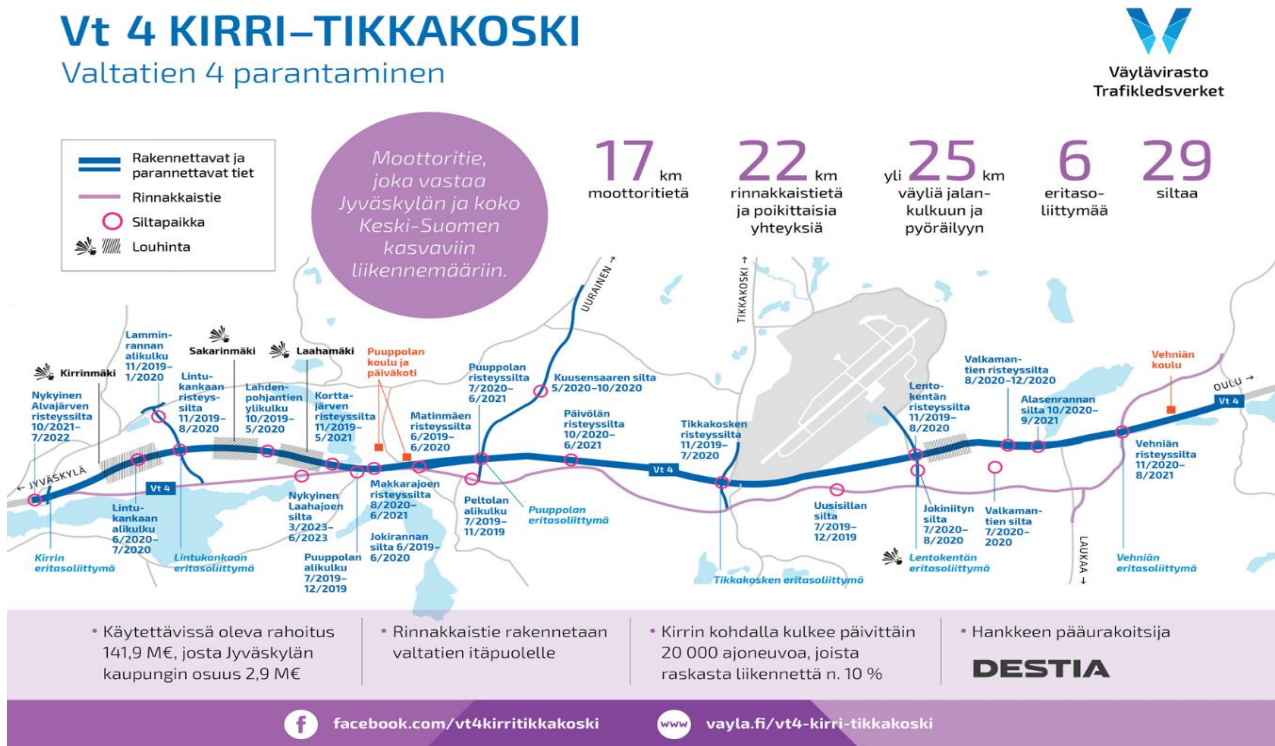 Vt 4 KIRRI–TIKKAKOSKI
Valtatien 4 parantaminen
Väylävirasto
Trafikledsverket
Rakennettavat ja
parannettavat tiet
Rinnakkaistie
Siltapaikka
Louhinta
Moottoritie,
joka vastaa
Jyväskylän ja koko
Keski-Suomen
kasvaviin
liikennemääriin.
17 km
moottoritietä
22 km
rinnakkaistietä
ja poikittaisia
yhteyksiä
yli 25 km
väyliä jalan-
kulkuun ja
pyöräilyyn
6
eritaso-
liittymää
29
siltaa
UURAINEN →
TIKKAKOSKI →
Kirrinmäki
Nykyinen
Alvajärven
risteyssilta
10/2021–
7/2022
Lammin-
rannan
alikulku
11/2019–
1/2020
Lintu-
kankaan
risteys-
silta
11/2019–
8/2020
Sakarinmäki
Lahden-
pohjantien
ylikulku
10/2019–
5/2020
Laahamäki
Kortta-
järven
risteyssilta
11/2019–
5/2021
Puuppolan
koulu ja
päiväkoti
Matinmäen
risteyssilta
6/2019–
6/2020
Puuppolan
risteyssilta
7/2020–
6/2021
Kuusensaaren silta
5/2020–10/2020
Päivölän
risteyssilta
10/2020–
6/2021
Tikkakosken
risteyssilta
11/2019–
7/2020
Lento-
kentän
risteyssilta
11/2019–
8/2020
Valkaman-
tien risteyssilta
8/2020–12/2020
Alasenrannan
silta 10/2020–
9/2021
Vehniän
koulu
OULU →
Vt 4
Vehniän
risteyssilta
11/2020–
8/2021
← JYVÄSKYLÄ
Vt 4
Vt 4
Kirrin
eritasoliittymä
Lintu-
kankaan
alikulku
6/2020–
7/2020
Lintukankaan
eritasoliittymä
Nykyinen
Laahajoen
silta
3/2023–
6/2023
Puuppolan
alikulku
7/2019–
12/2019
Makkarajoen
risteyssilta
8/2020–
6/2021
Jokirannan
silta 6/2019–
6/2020
Peltolan
alikulku
7/2019–
11/2019
Puuppolan
eritasoliittymä
Tikkakosken eritasoliittymä
Uusisillan
silta
7/2019–
12/2019
Jokiniityn
silta
7/2020–
8/2020
Lentokentän
eritasoliittymä
Valkaman-
tien silta
7/2020–
2020
LAUKAA →
Vehniän
eritasoliittymä
• Käytettävissä oleva rahoitus
141,9 M€, josta Jyväskylän
kaupungin osuus 2,9 M€
• Rinnakkaistie rakennetaan
valtatien itäpuolelle
• Kirrin kohdalla kulkee päivittäin
20 000 ajoneuvoa, joista
raskasta liikennettä n. 10 %
• Hankkeen pääurakoitsija
DESTIA
f facebook.com/vt4kirritikkakoski
www vayla.fi/vt4-kirri-tikkakoski